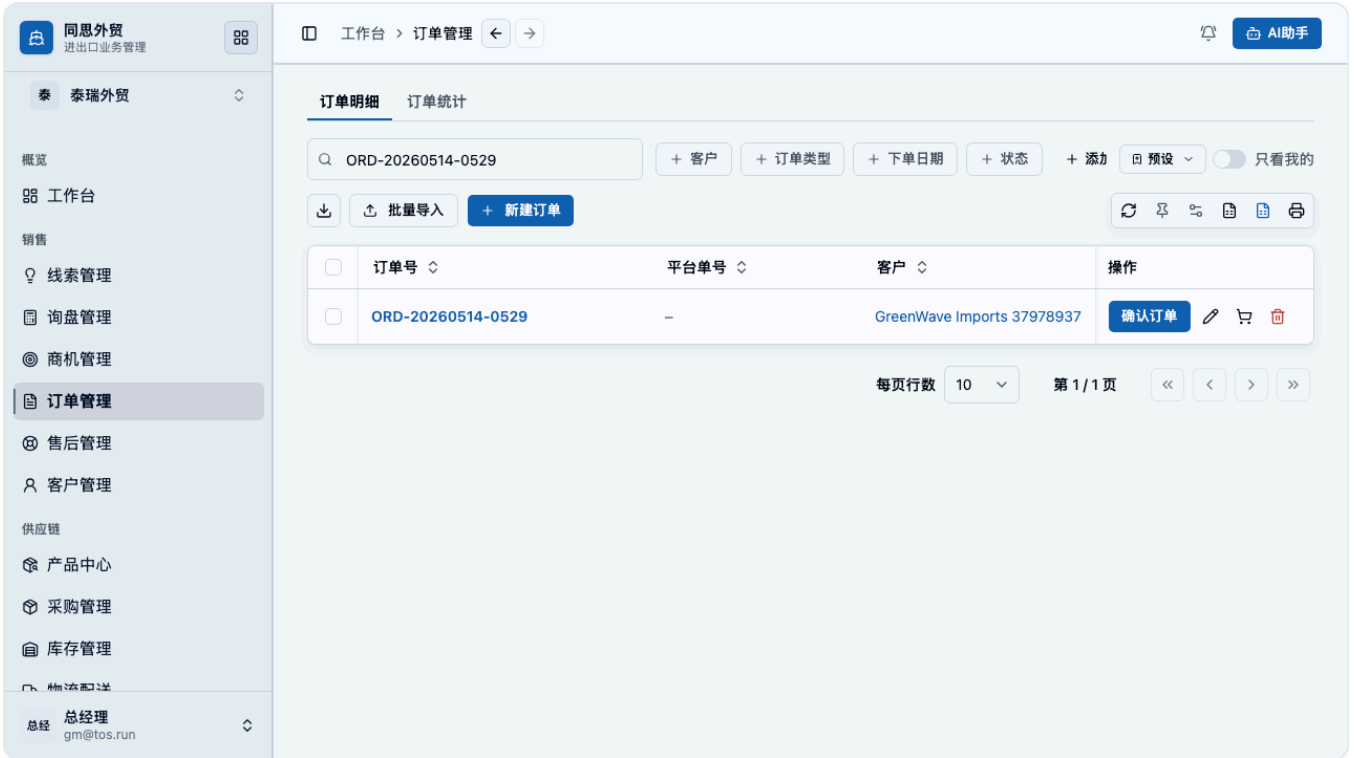 同思外贸
进出口业务管理
泰 泰瑞外贸
概览
工作台
销售
线索管理
询盘管理
商机管理
订单管理
售后管理
客户管理
供应链
产品中心
采购管理
库存管理
物流配送
总经 总经理
gm@tos.run
工作台 > 订单管理
AI助手
订单明细 订单统计
ORD-20260514-0529
+ 客户 + 订单类型 + 下单日期 + 状态 + 添加 预设 只看我的
批量导入 + 新建订单
订单号 平台单号 客户 操作
ORD-20260514-0529 – GreenWave Imports 37978937 确认订单
每页行数 10 第 1 / 1 页